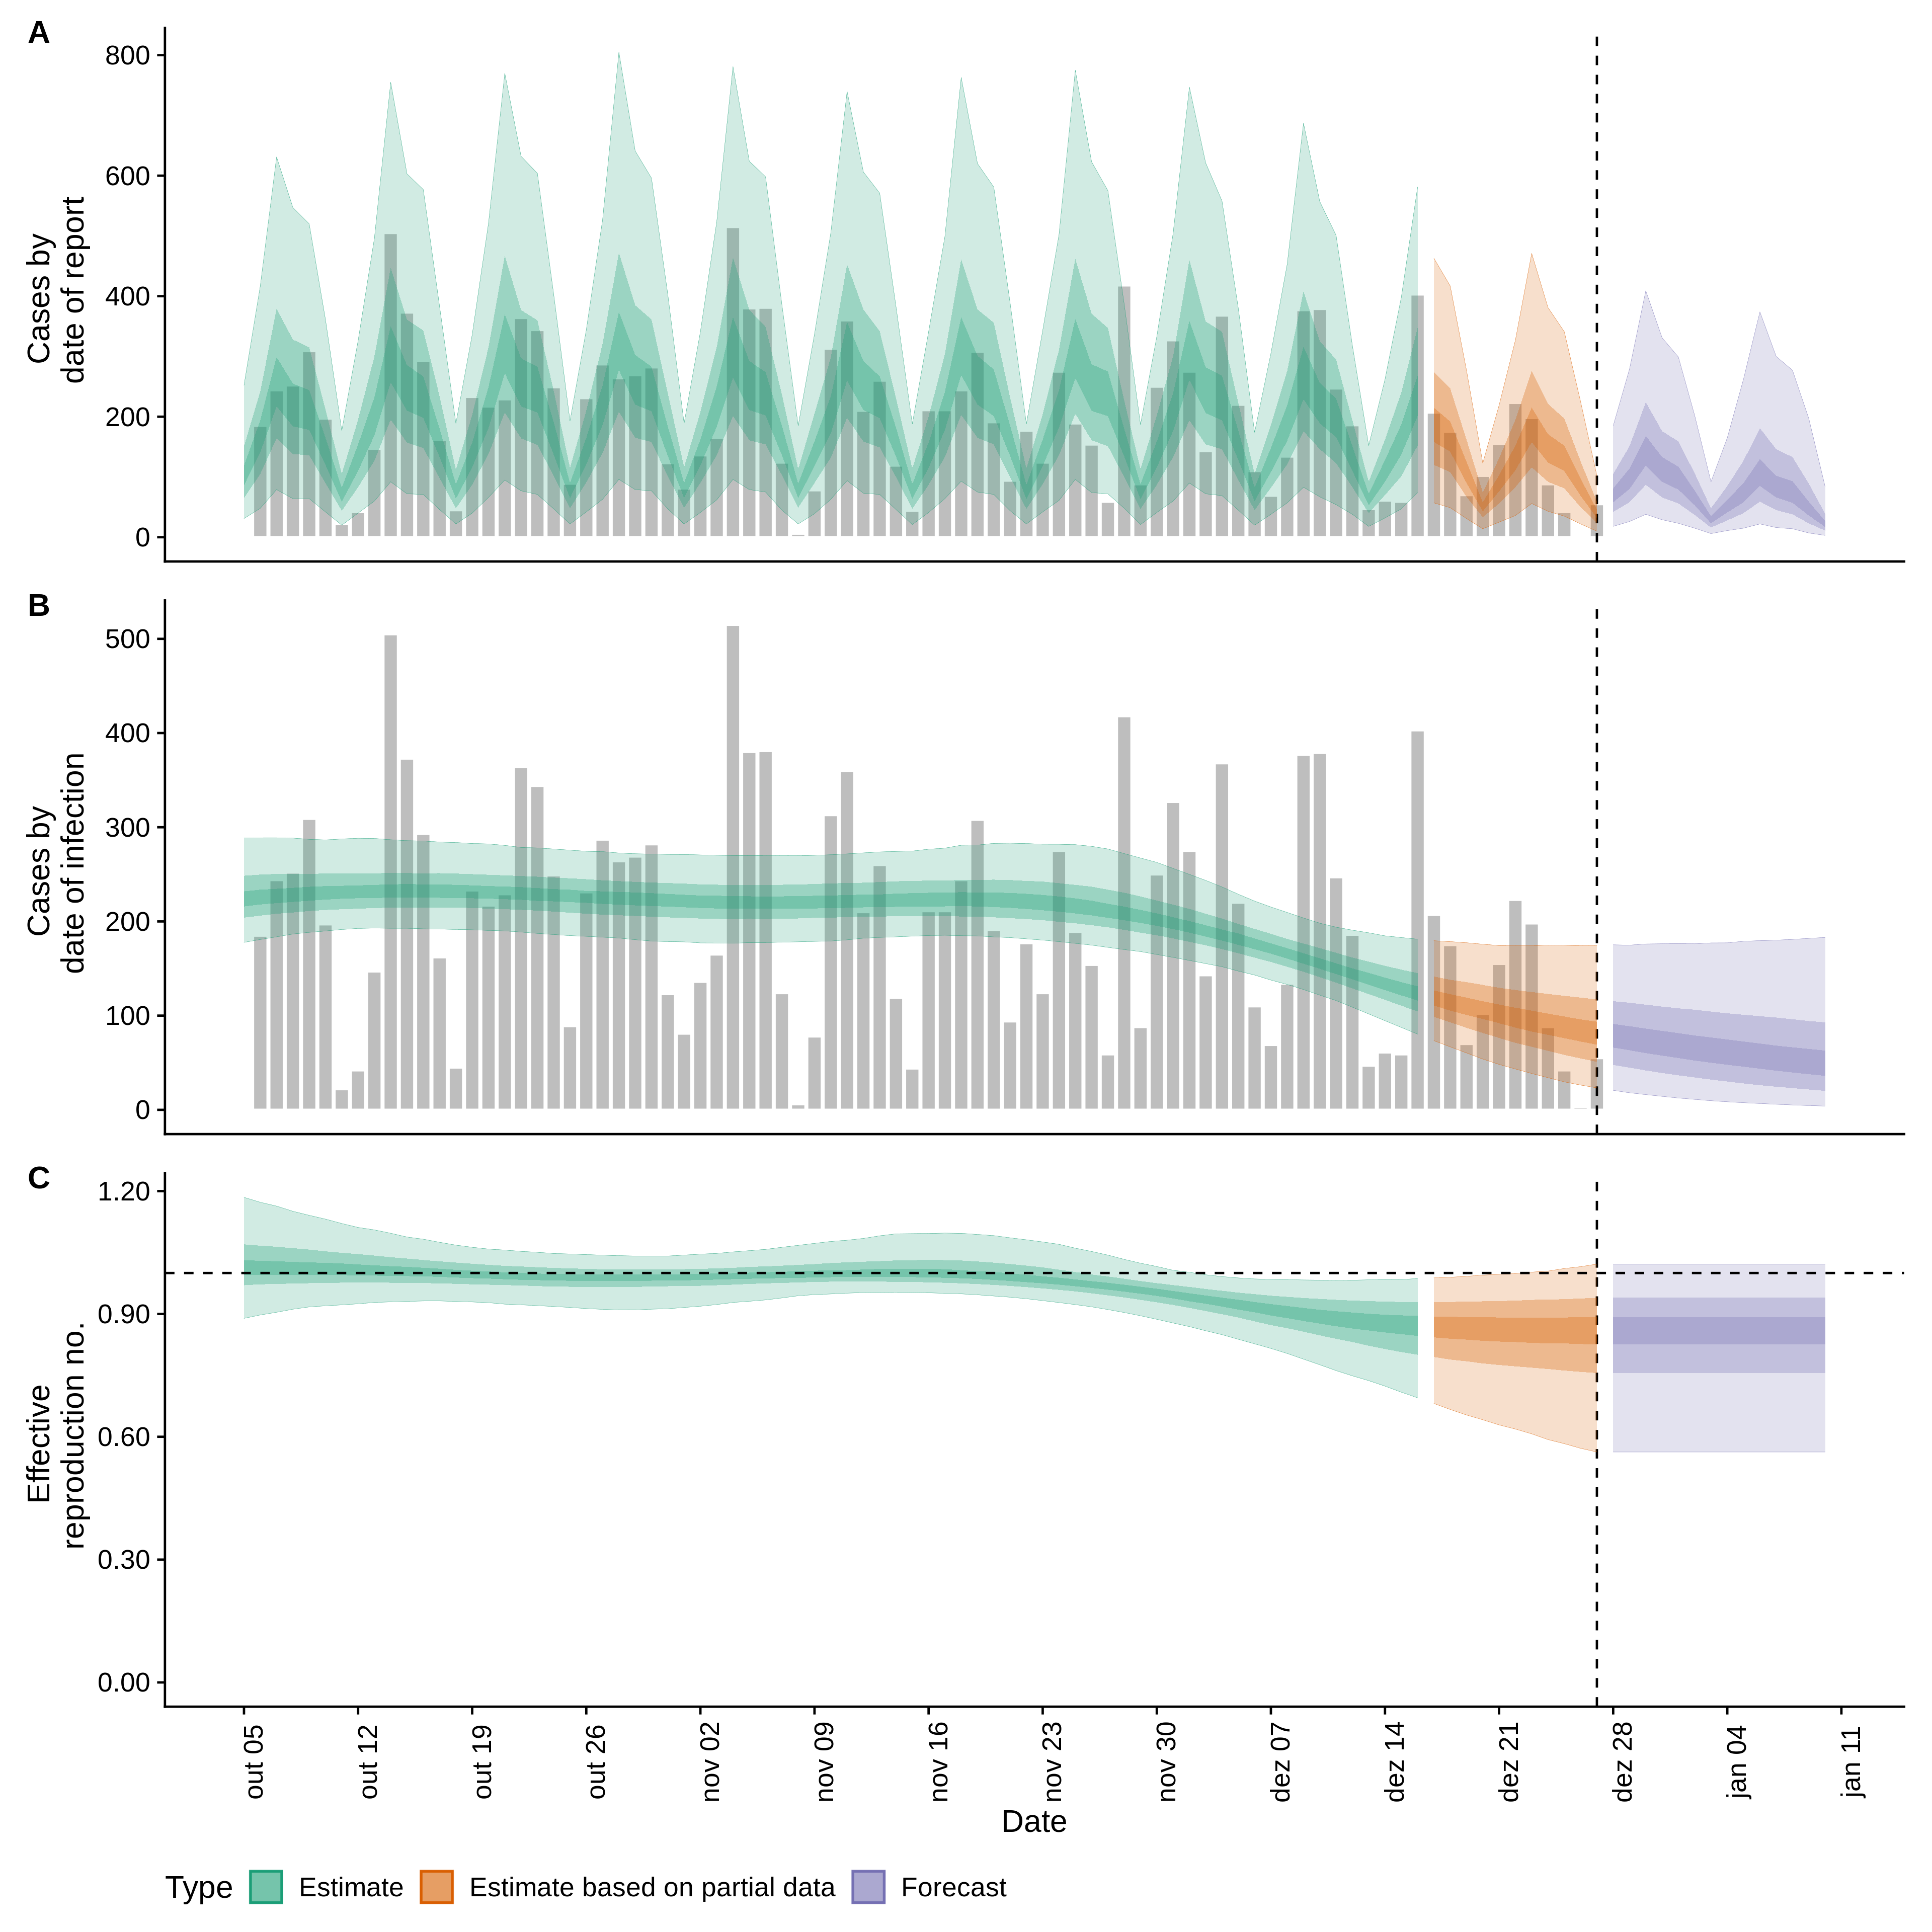 A
Cases by
date of report
800
600
400
200
0
B
Cases by
date of infection
500
400
300
200
100
0
C
Effective
reproduction no.
1.20
0.90
0.60
0.30
0.00
out 05
out 12
out 19
out 26
nov 02
nov 09
nov 16
nov 23
nov 30
dez 07
dez 14
dez 21
dez 28
jan 04
jan 11
Date
Type Estimate Estimate based on partial data Forecast